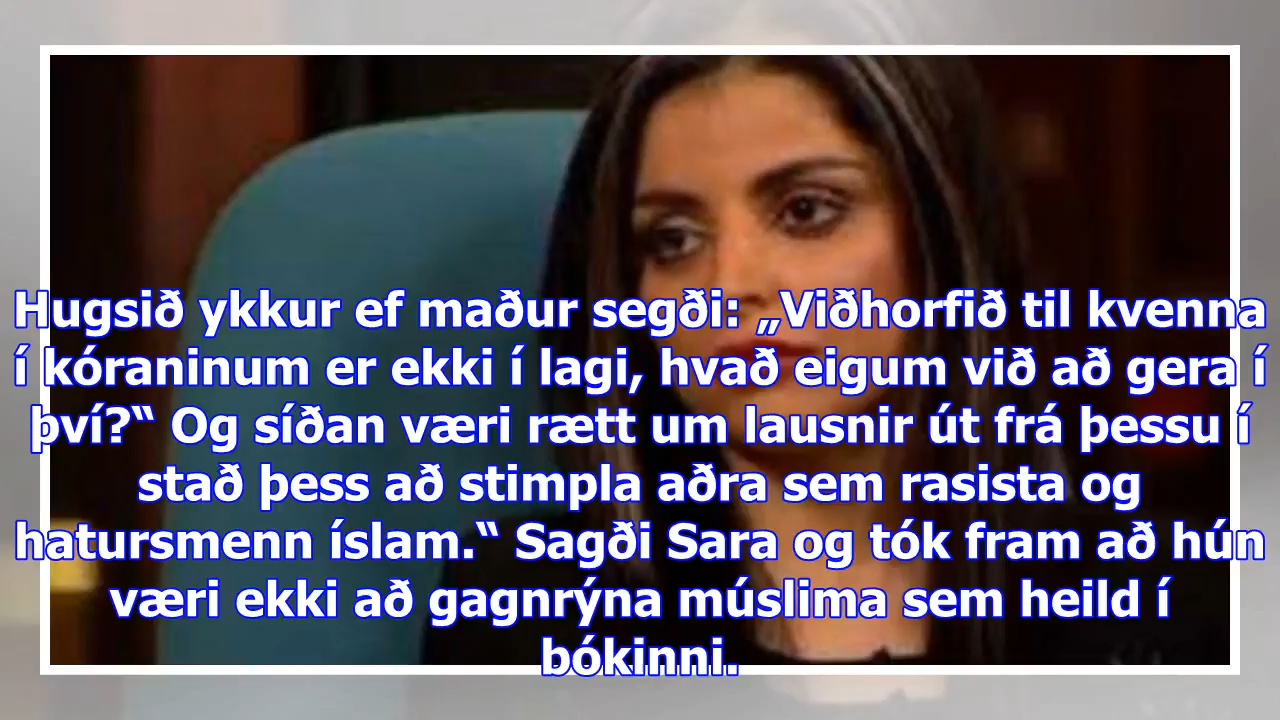 Hugsið ykkur ef maður segði: „Viðhorfið til kvenna
í kóraninum er ekki í lagi, hvað eigum við að gera í
því?“ Og síðan væri rætt um lausnir út frá þessu í
stað þess að stimpla aðra sem rasista og
hatursmenn íslam.“ Sagði Sara og tók fram að hún
væri ekki að gagnrýna múslima sem heild í
bókinni.